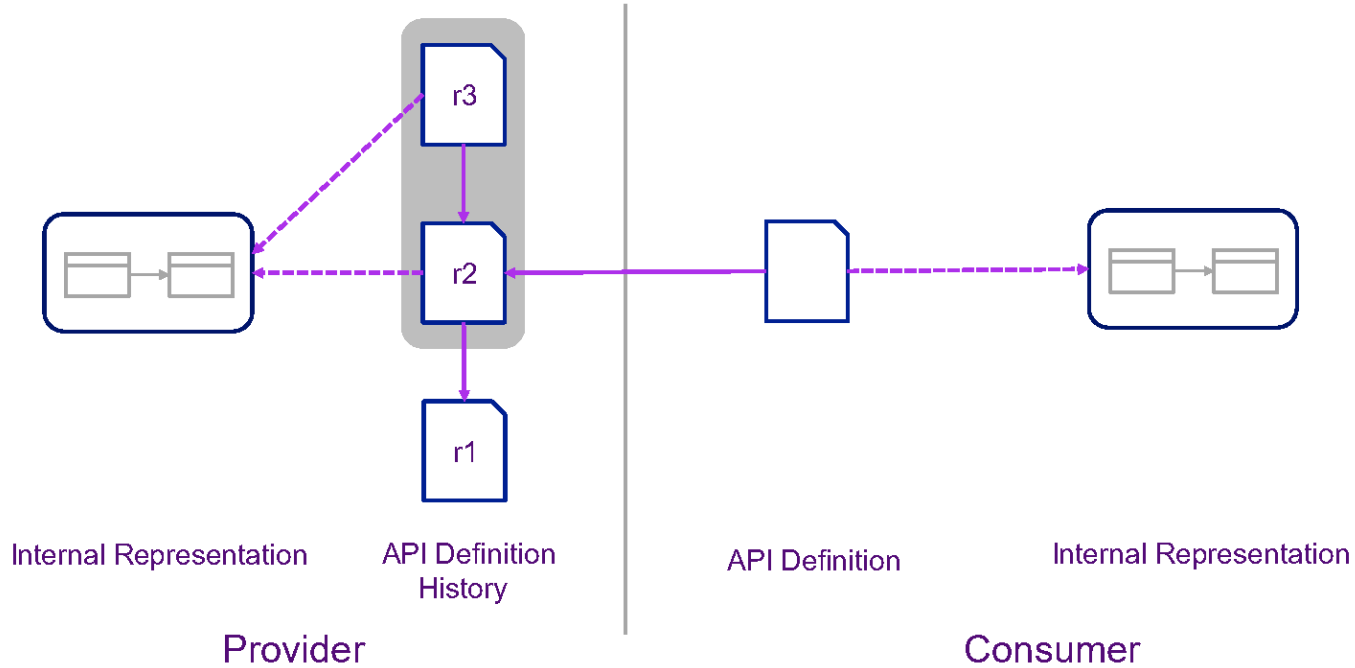 r3
r2
r1
Internal Representation
API Definition
History
API Definition
Internal Representation
Provider
Consumer